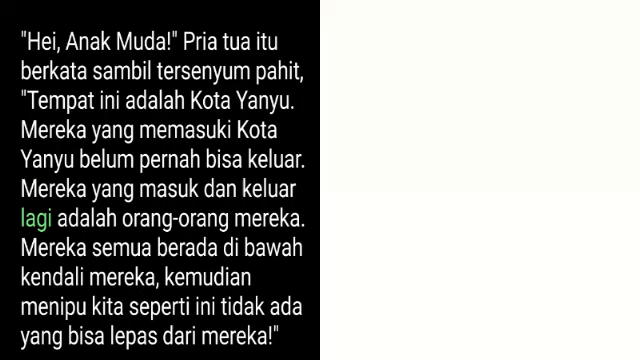 "Hei, Anak Muda!" Pria tua itu
berkata sambil tersenyum pahit,
"Tempat ini adalah Kota Yanyu.
Mereka yang memasuki Kota
Yanyu belum pernah bisa keluar.
Mereka yang masuk dan keluar
lagi adalah orang-orang mereka.
Mereka semua berada di bawah
kendali mereka, kemudian
menipu kita seperti ini tidak ada
yang bisa lepas dari mereka!"